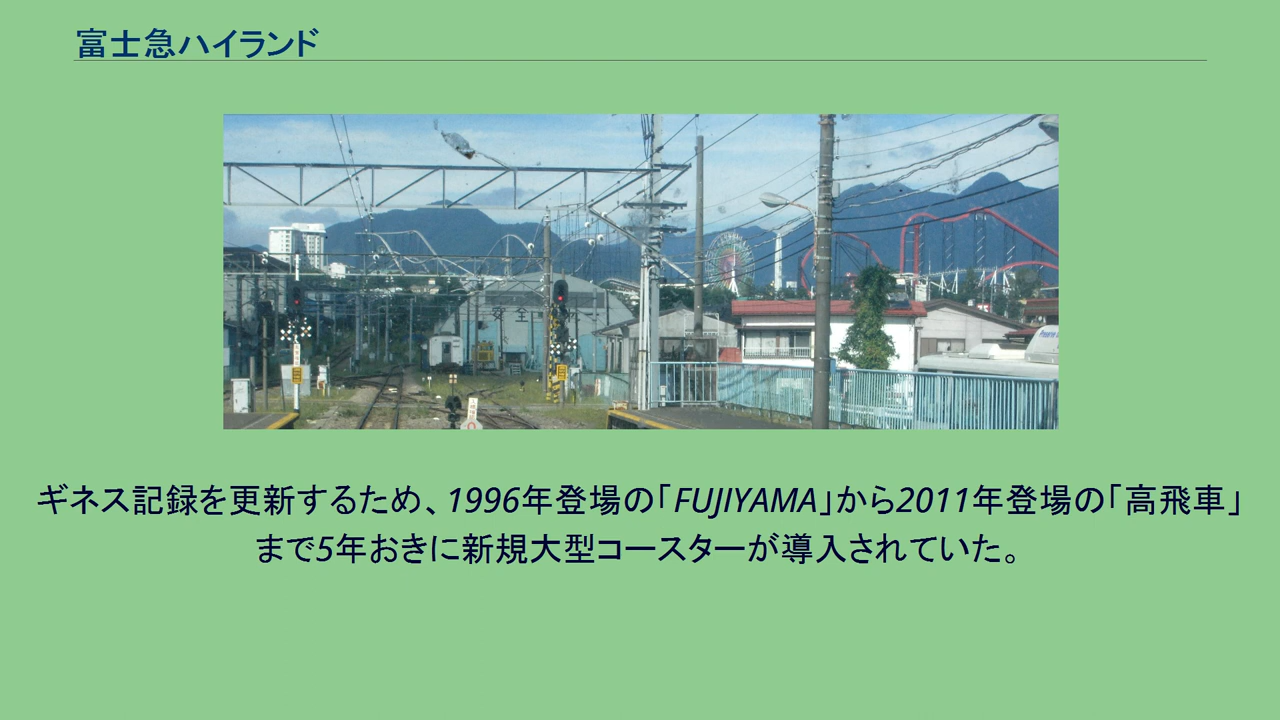 富士急ハイランド
安全
ギネス記録を更新するため、1996年登場の「FUJIYAMA」から2011年登場の「高飛車」
まで5年おきに新規大型コースターが導入されていた。